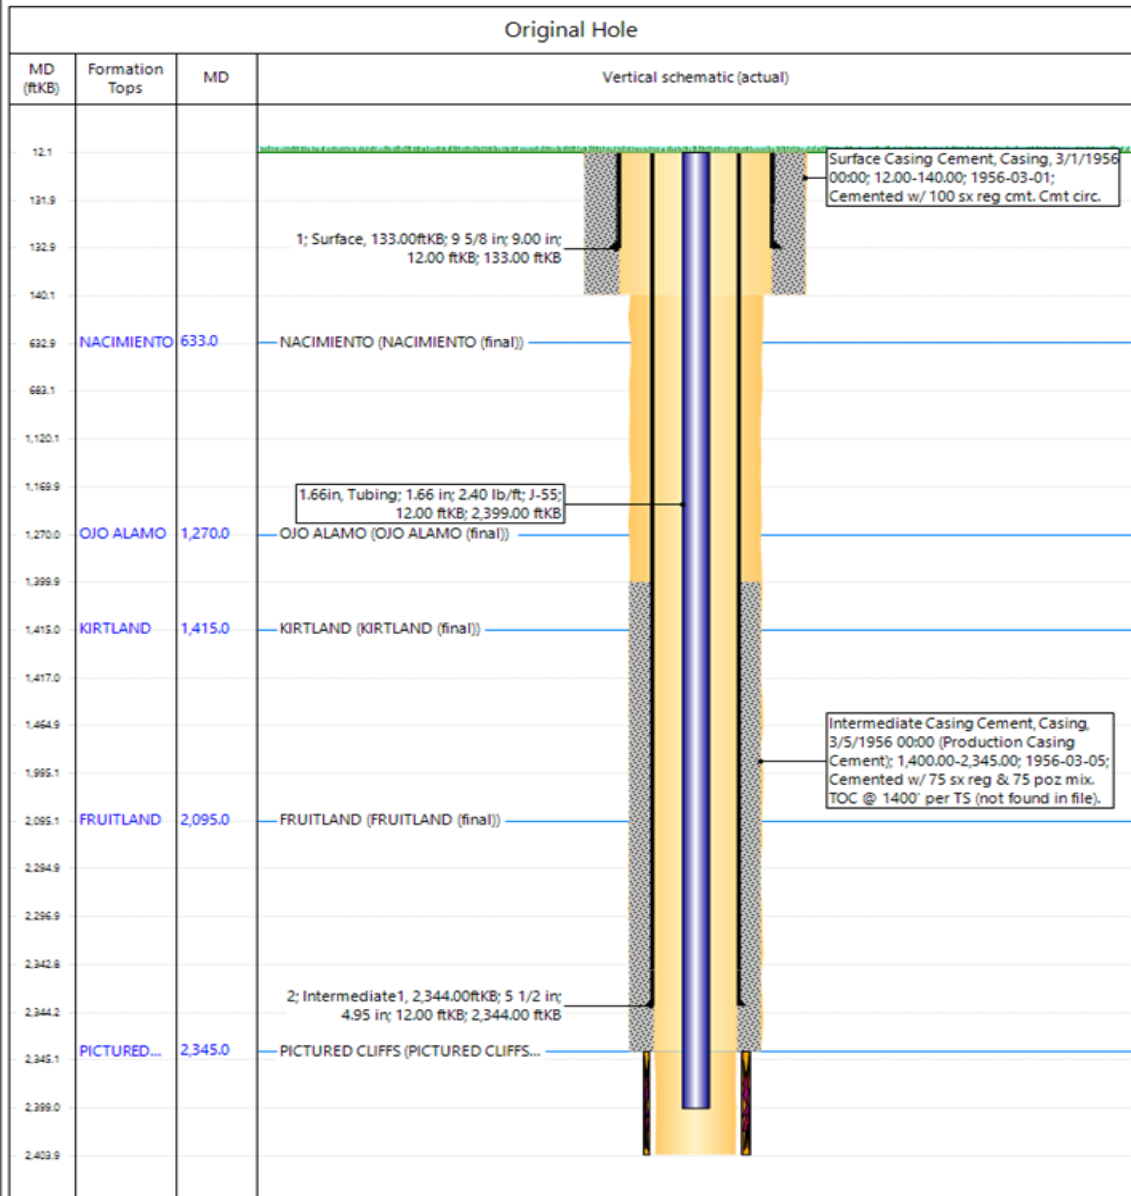 Original Hole
MD
(ftKB)
Formation
Tops
MD
Vertical schematic (actual)
12.1
Surface Casing Cement, Casing, 3/1/1956
00:00; 12.00-140.00; 1956-03-01;
Cemented w/ 100 sx reg cmt. Cmt circ.
131.9
1; Surface, 133.00ftKB; 9 5/8 in; 9.00 in;
12.00 ftKB; 133.00 ftKB
132.9
140.1
632.9
NACIMIENTO
633.0
NACIMIENTO (NACIMIENTO (final))
683.1
1,120.1
1,169.9
1.66in, Tubing; 1.66 in; 2.40 lb/ft; J-55;
12.00 ftKB; 2,399.00 ftKB
1,270.0
OJO ALAMO
1,270.0
OJO ALAMO (OJO ALAMO (final))
1,399.9
1,415.0
KIRTLAND
1,415.0
KIRTLAND (KIRTLAND (final))
1,417.0
1,464.9
Intermediate Casing Cement, Casing,
3/5/1956 00:00 (Production Casing
Cement); 1,400.00-2,345.00; 1956-03-05;
Cemented w/ 75 sx reg & 75 poz mix.
TOC @ 1400' per TS (not found in file).
1,995.1
2,095.1
FRUITLAND
2,095.0
FRUITLAND (FRUITLAND (final))
2,294.9
2,296.9
2,342.8
2; Intermediate1, 2,344.00ftKB; 5 1/2 in;
4.95 in; 12.00 ftKB; 2,344.00 ftKB
2,344.2
2,345.1
PICTURED...
2,345.0
PICTURED CLIFFS (PICTURED CLIFFS...
2,399.0
2,403.9